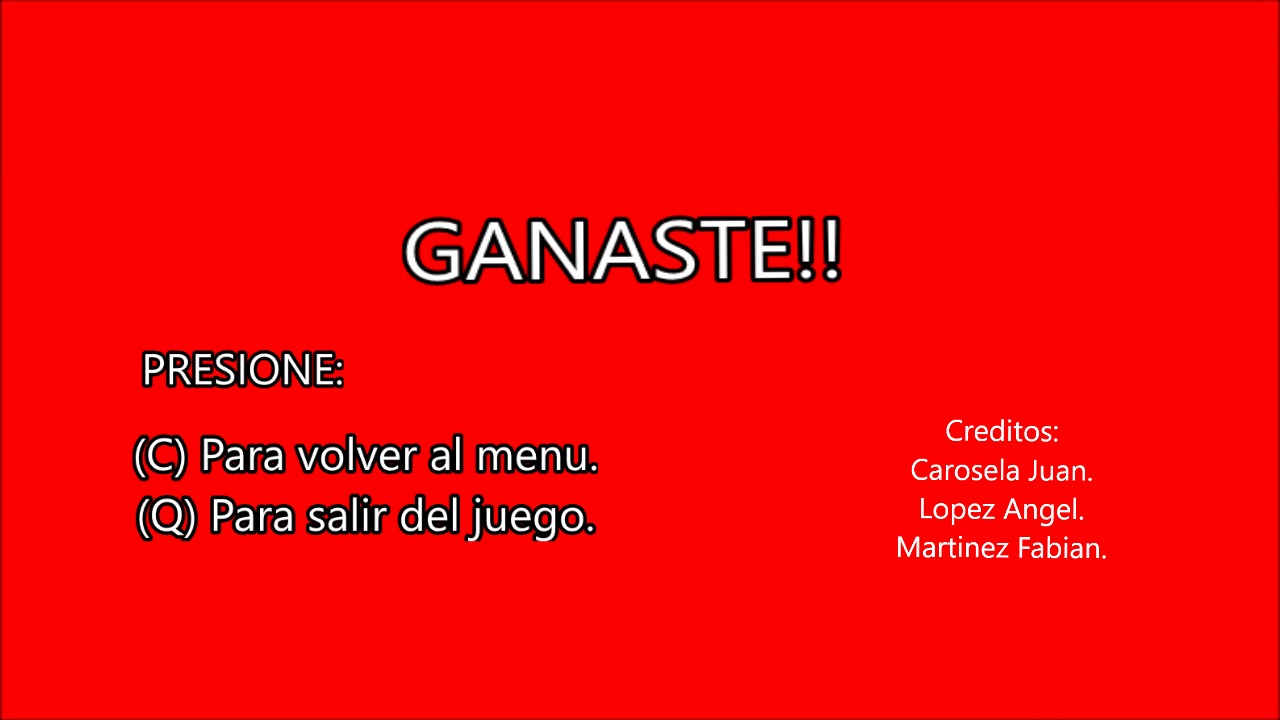 GANASTE!!
PRESIONE:
(C) Para volver al menu.
(Q) Para salir del juego.
Creditos:
Carosela Juan.
Lopez Angel.
Martinez Fabian.